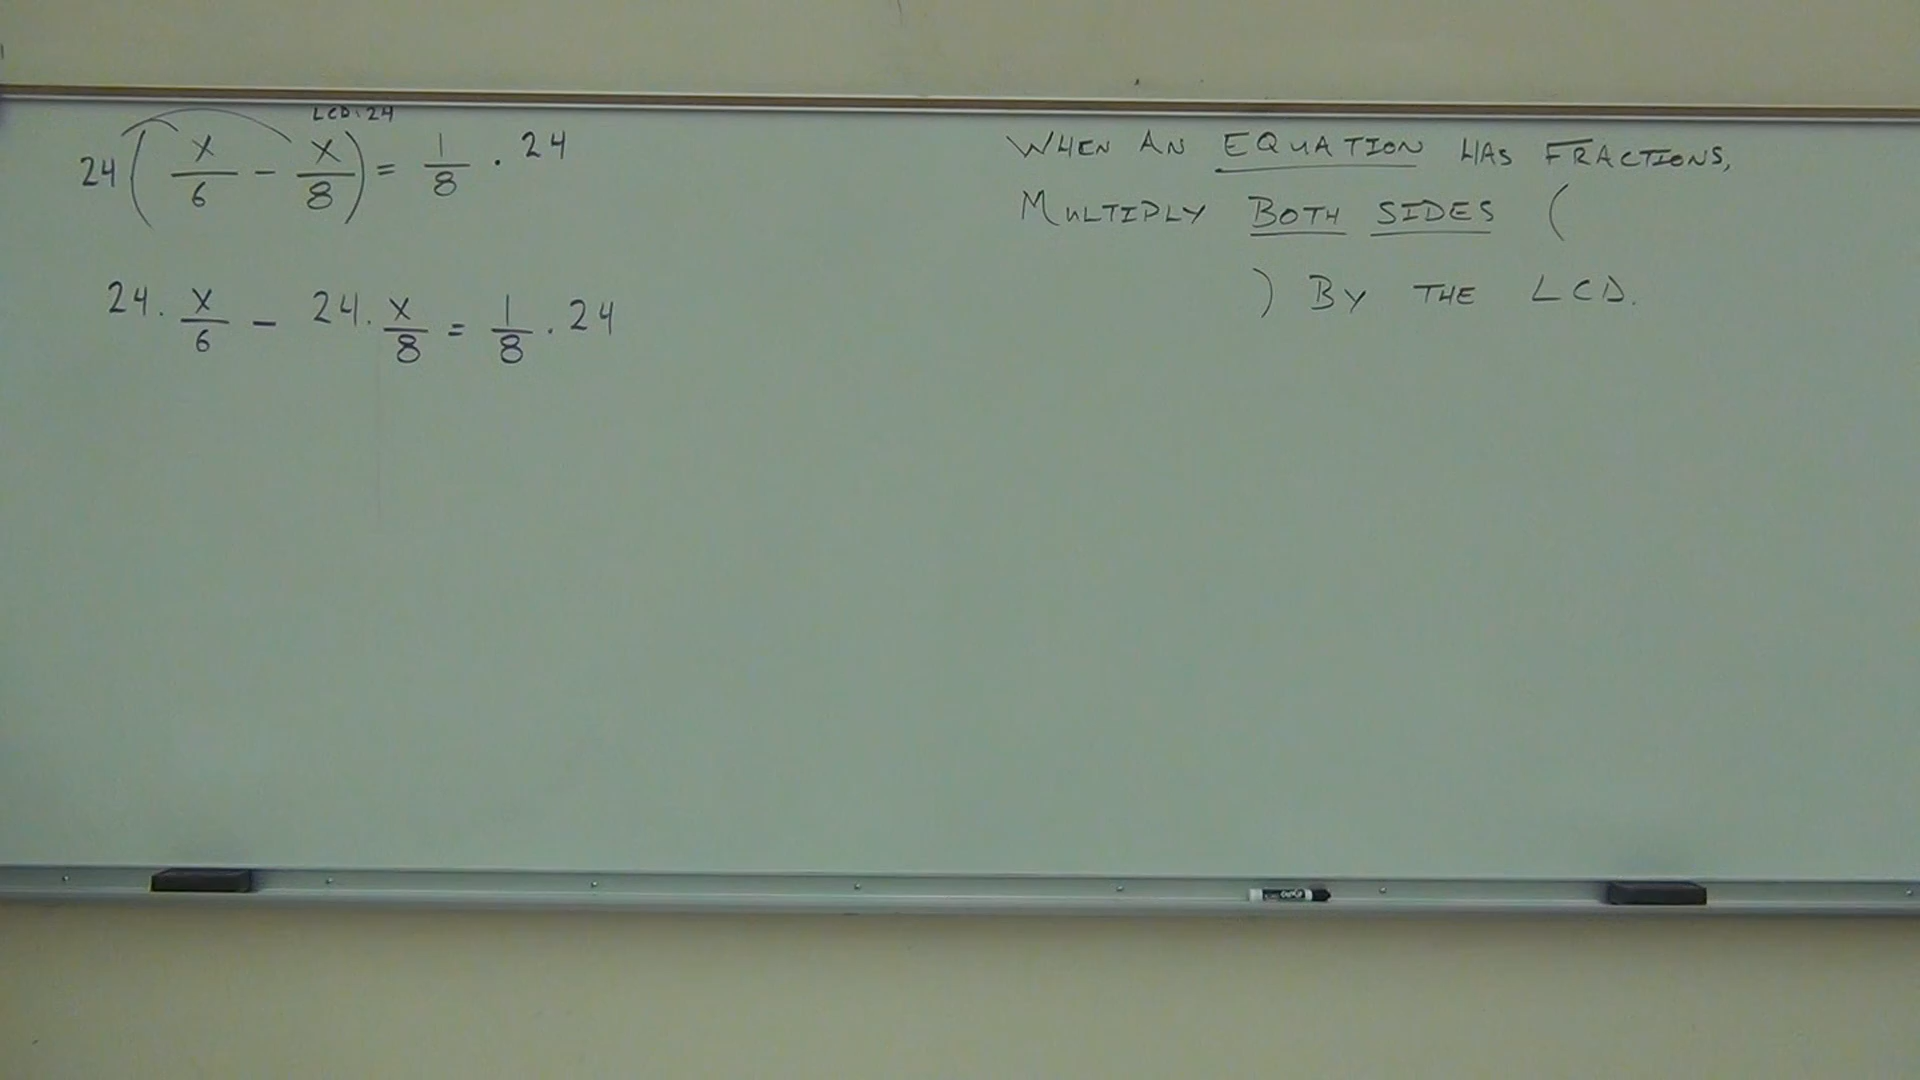 LCD: 24
24( x/6 - x/8 ) = 1/8 · 24
24 · x/6 - 24 · x/8 = 1/8 · 24
WHEN AN EQUATION HAS FRACTIONS,
MULTIPLY BOTH SIDES (
) BY THE LCD.